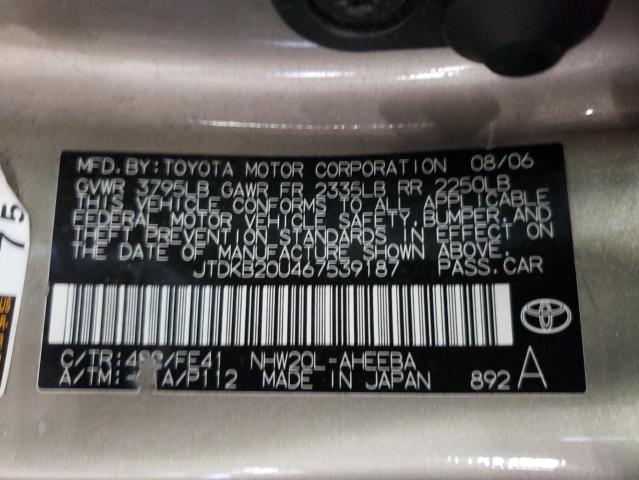 MFD.BY:TOYOTA MOTOR CORPORATION 08/06
GVWR 3795LB GAWR FR 2335LB RR 2250LB
THIS VEHICLE CONFORMS TO ALL APPLICABLE
FEDERAL MOTOR VEHICLE SAFETY,BUMPER,AND
THEFT PREVENTION STANDARDS IN EFFECT ON
THE DATE OF MANUFACTURE SHOWN ABOVE.
JTDKB20U467539187 PASS.CAR
C/TR: /FE41 NHW20L-AHEEBA
A/TM: A/P112 MADE IN JAPAN 892 A
75
US